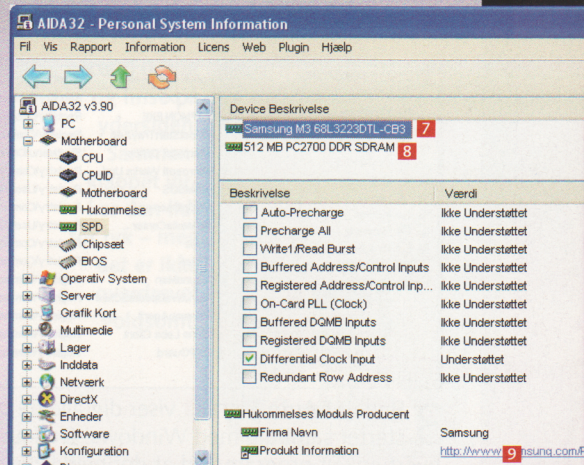 AIDA32 - Personal System Information
Fil Vis Rapport Information Licens Web Plugin Hjælp
AIDA32 v3.90
PC
Motherboard
CPU
CPUID
Motherboard
Hukommelse
SPD
Chipsæt
BIOS
Operativ System
Server
Grafik Kort
Multimedie
Lager
Inddata
Netværk
DirectX
Enheder
Software
Konfiguration
Device Beskrivelse
Samsung M3 68L3223DTL-CB3 7
512 MB PC2700 DDR SDRAM 8
Beskrivelse Værdi
Auto-Precharge Ikke Understøttet
Precharge All Ikke Understøttet
Write1/Read Burst Ikke Understøttet
Buffered Address/Control Inputs Ikke Understøttet
Registered Address/Control Inp... Ikke Understøttet
On-Card PLL (Clock) Ikke Understøttet
Buffered DQMB Inputs Ikke Understøttet
Registered DQMB Inputs Ikke Understøttet
Differential Clock Input Understøttet
Redundant Row Address Ikke Understøttet
Hukommelses Moduls Producent
Firma Navn Samsung
Produkt Information http://www 9 nsung.com/